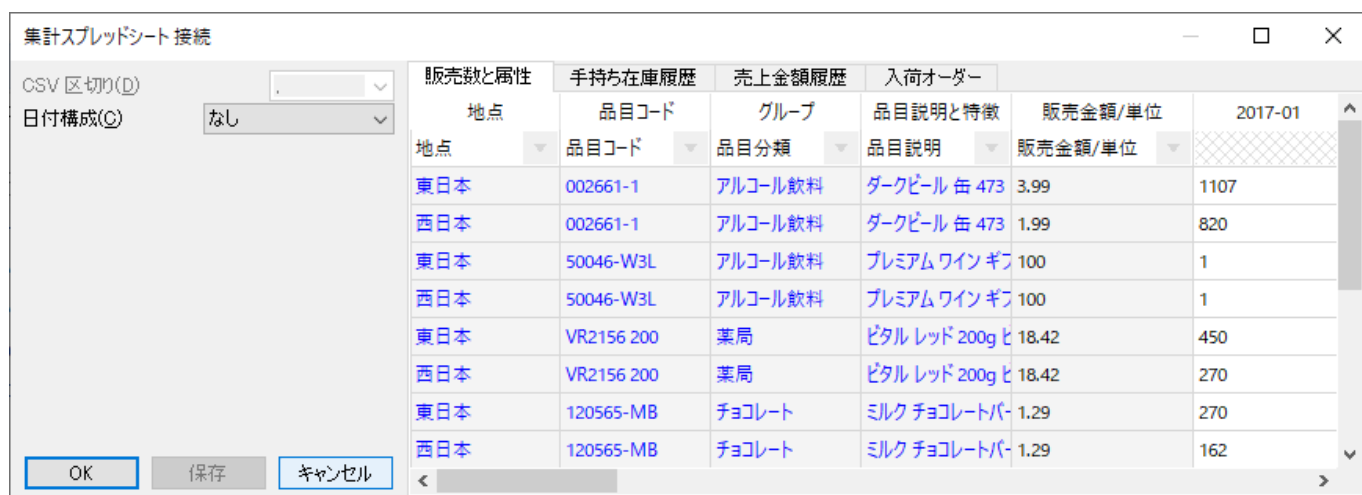 集計スプレッドシート 接続
CSV 区切り(D) ,
日付構成(C) なし
OK 保存 キャンセル
販売数と属性 手持ち在庫履歴 売上金額履歴 入荷オーダー
地点 品目コード グループ 品目説明と特徴 販売金額/単位 2017-01
地点 品目コード 品目分類 品目説明 販売金額/単位
東日本 002661-1 アルコール飲料 ダークビール 缶 473 3.99 1107
西日本 002661-1 アルコール飲料 ダークビール 缶 473 1.99 820
東日本 50046-W3L アルコール飲料 プレミアム ワイン ギフ 100 1
西日本 50046-W3L アルコール飲料 プレミアム ワイン ギフ 100 1
東日本 VR2156 200 薬局 ビタル レッド 200g ビ 18.42 450
西日本 VR2156 200 薬局 ビタル レッド 200g ビ 18.42 270
東日本 120565-MB チョコレート ミルク チョコレートバー 1.29 270
西日本 120565-MB チョコレート ミルク チョコレートバー 1.29 162